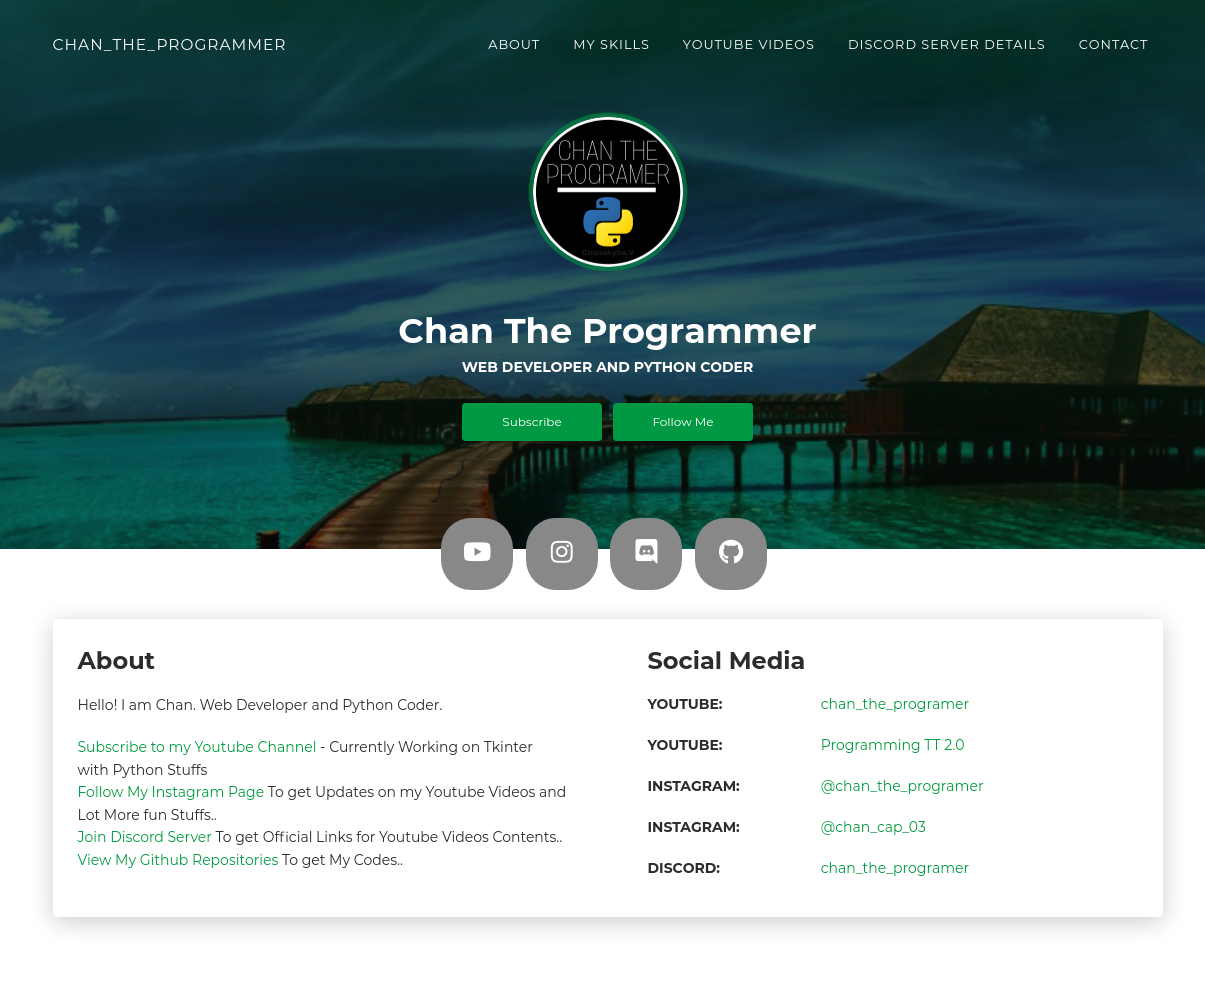 CHAN_THE_PROGRAMMER
ABOUT
MY SKILLS
YOUTUBE VIDEOS
DISCORD SERVER DETAILS
CONTACT
CHAN THE
PROGRAMER
Chan The Programmer
WEB DEVELOPER AND PYTHON CODER
Subscribe
Follow Me
About
Hello! I am Chan. Web Developer and Python Coder.
Subscribe to my Youtube Channel - Currently Working on Tkinter
with Python Stuffs
Follow My Instagram Page To get Updates on my Youtube Videos and
Lot More fun Stuffs..
Join Discord Server To get Official Links for Youtube Videos Contents..
View My Github Repositories To get My Codes..
Social Media
YOUTUBE: chan_the_programer
YOUTUBE: Programming TT 2.0
INSTAGRAM: @chan_the_programer
INSTAGRAM: @chan_cap_03
DISCORD: chan_the_programer